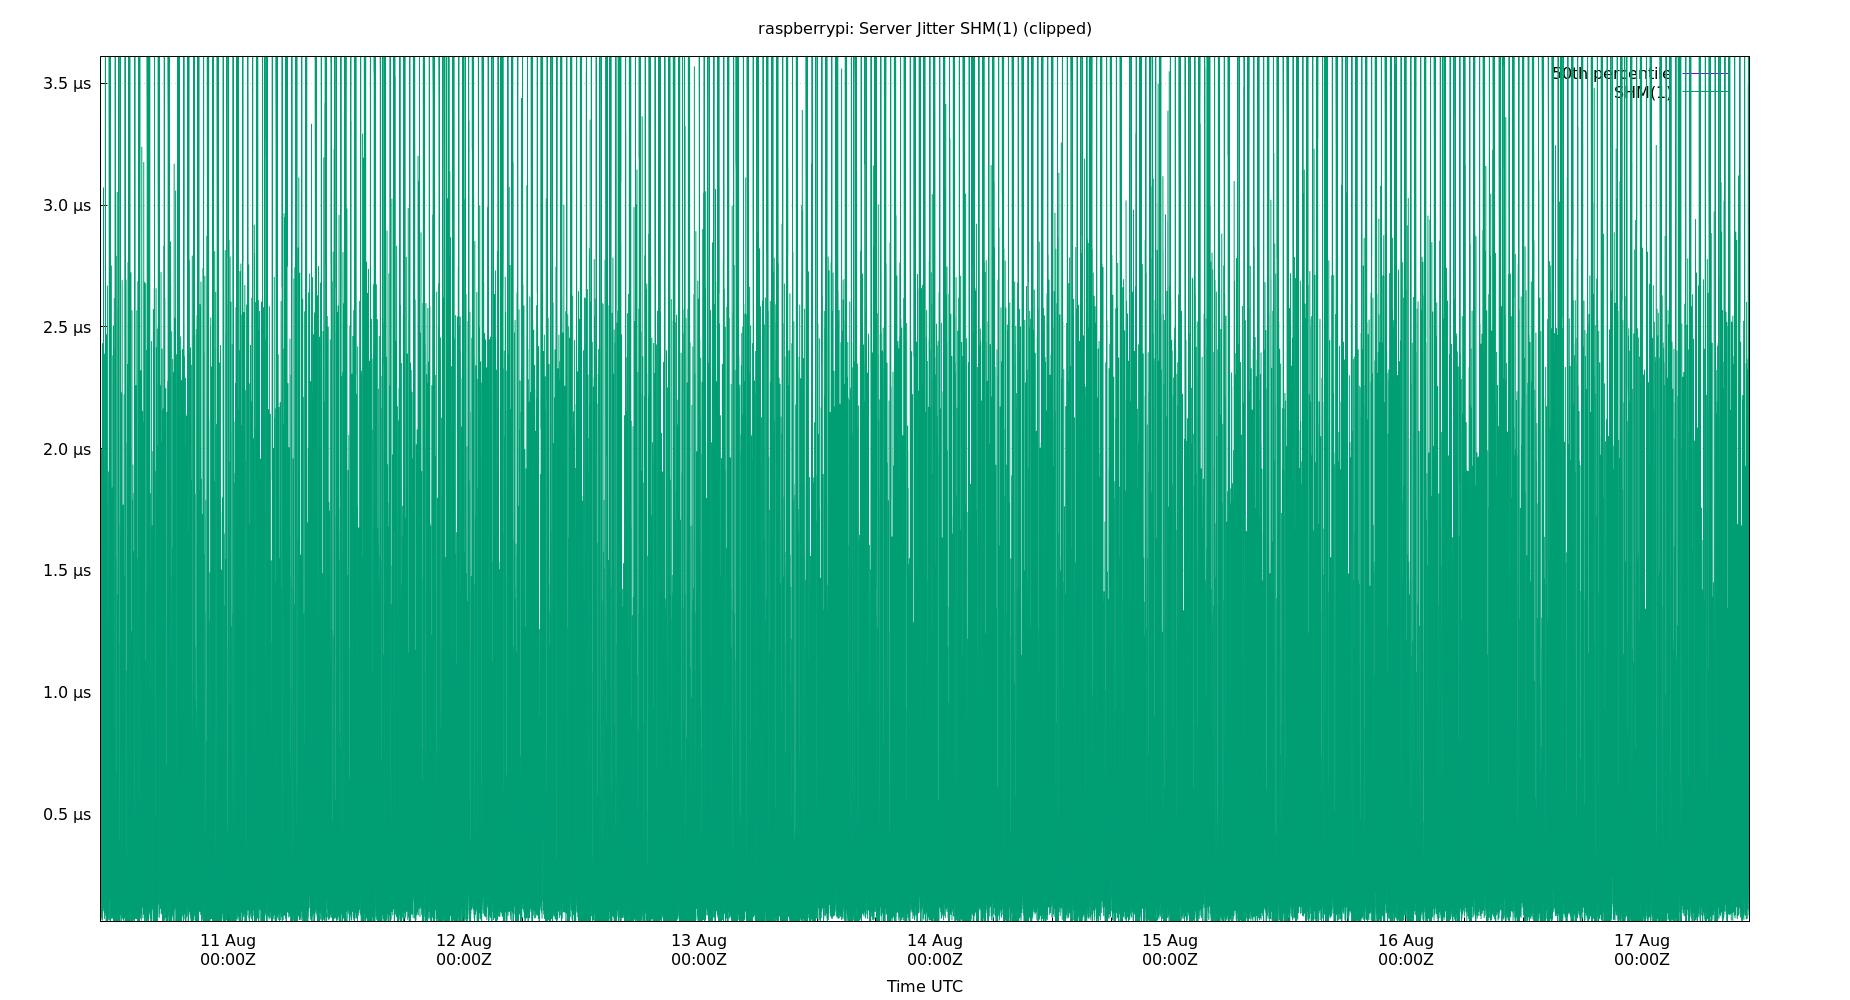 raspberrypi: Server Jitter SHM(1) (clipped)
50th percentile
SHM(1)
3.5 µs
3.0 µs
2.5 µs
2.0 µs
1.5 µs
1.0 µs
0.5 µs
11 Aug 12 Aug 13 Aug 14 Aug 15 Aug 16 Aug 17 Aug
00:00Z 00:00Z 00:00Z 00:00Z 00:00Z 00:00Z 00:00Z
Time UTC